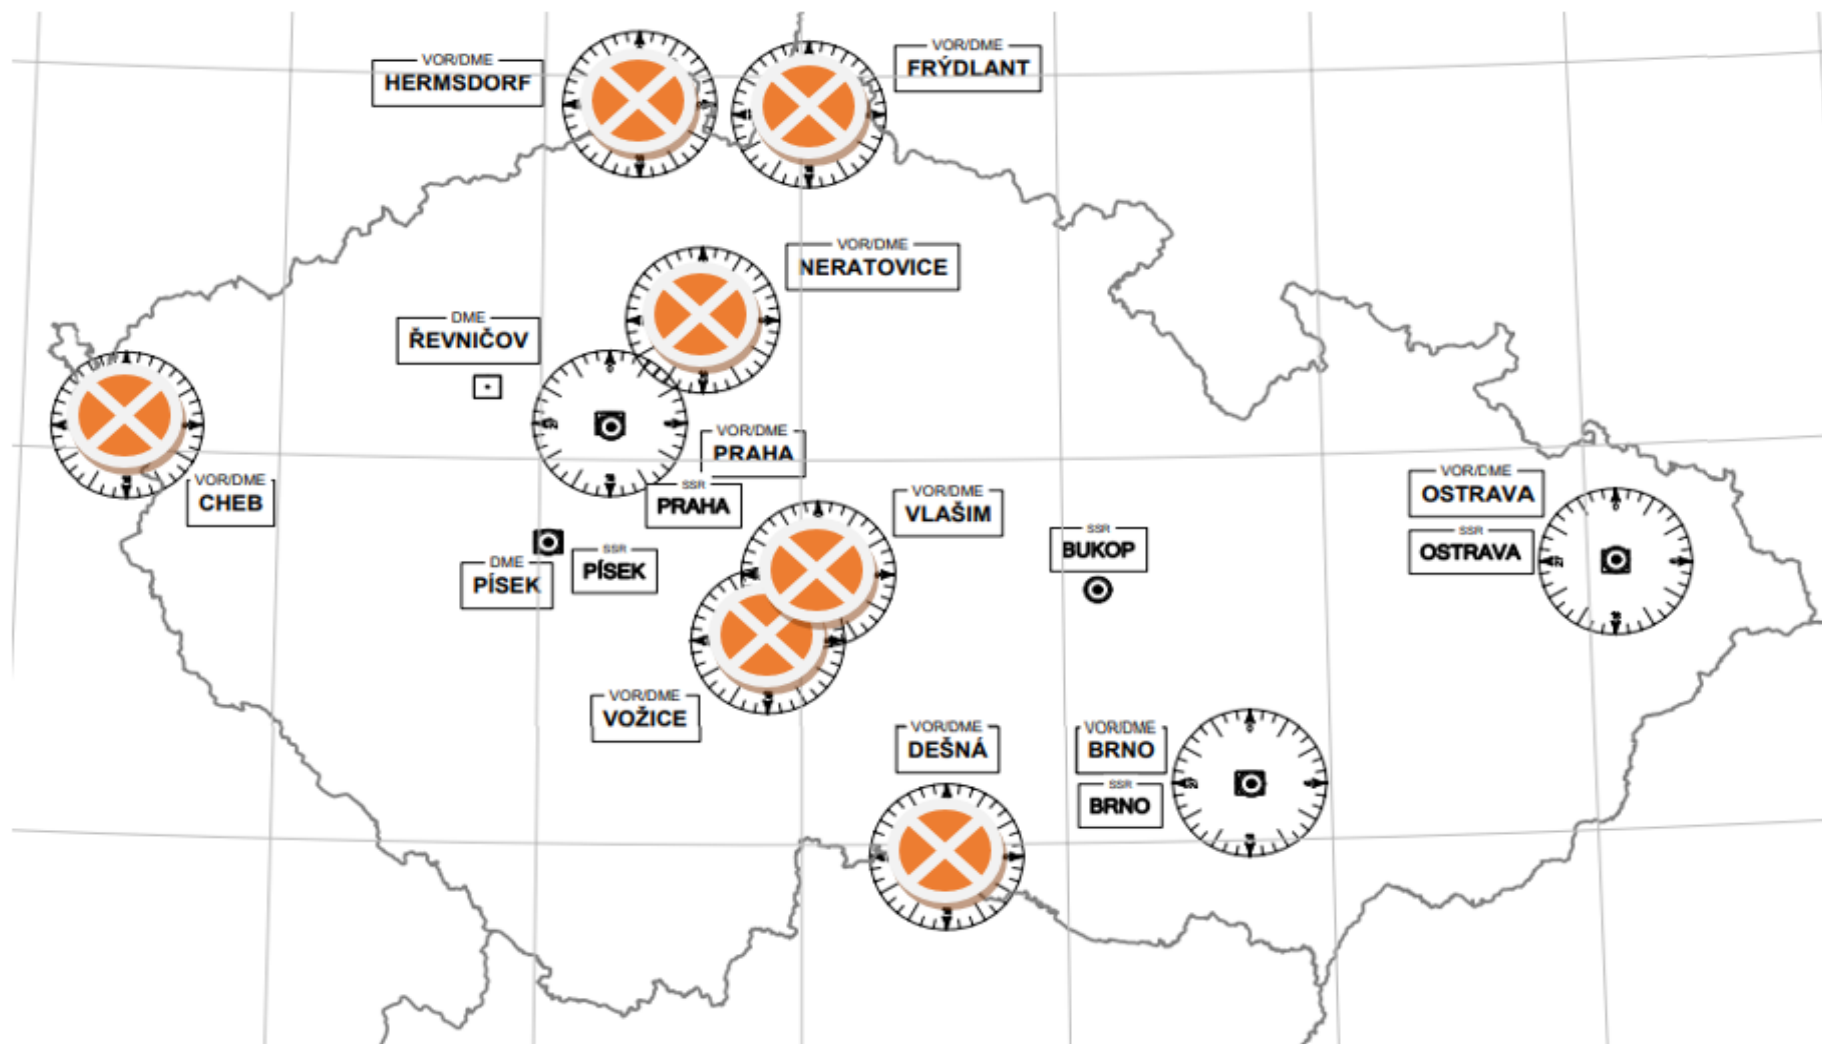 VOR/DME
HERMSDORF
VOR/DME
FRÝDLANT
VOR/DME
NERATOVICE
DME
ŘEVNIČOV
VOR/DME
CHEB
VOR/DME
PRAHA
SSR
PRAHA
VOR/DME
VLAŠIM
DME
PÍSEK
SSR
PÍSEK
SSR
BUKOP
VOR/DME
OSTRAVA
SSR
OSTRAVA
VOR/DME
VOŽICE
VOR/DME
DEŠNÁ
VOR/DME
BRNO
SSR
BRNO